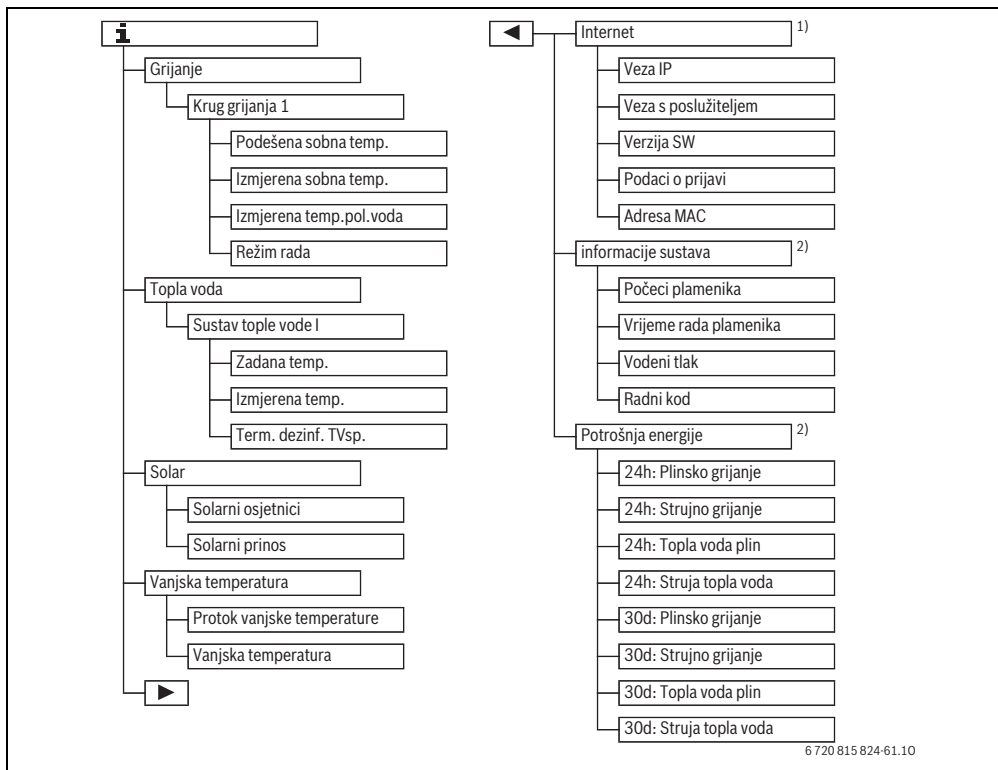 i
Grijanje
Krug grijanja 1
Podešena sobna temp.
Izmjerena sobna temp.
Izmjerena temp.pol.voda
Režim rada
Topla voda
Sustav tople vode I
Zadana temp.
Izmjerena temp.
Term. dezinf. TVsp.
Solar
Solarni osjetnici
Solarni prinos
Vanjska temperatura
Protok vanjske temperature
Vanjska temperatura
Internet 1)
Veza IP
Veza s poslužiteljem
Verzija SW
Podaci o prijavi
Adresa MAC
informacije sustava 2)
Počeci plamenika
Vrijeme rada plamenika
Vodeni tlak
Radni kod
Potrošnja energije 2)
24h: Plinsko grijanje
24h: Strujno grijanje
24h: Topla voda plin
24h: Struja topla voda
30d: Plinsko grijanje
30d: Strujno grijanje
30d: Topla voda plin
30d: Struja topla voda
6 720 815 824-61.1O